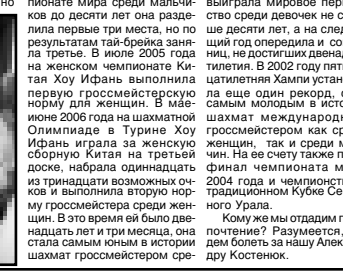 но
пионате мира среди мальчи-
ков до десяти лет она разде-
лила первые три места, но по
результатам тай-брейка заня-
ла третье. В июле 2005 года
на женском чемпионате Ки-
тая Хоу Ифань выполнила
первую гроссмейстерскую
норму для женщин. В мае-
июне 2006 года на шахматной
Олимпиаде в Турине Хоу
Ифань играла за женскую
сборную Китая на третьей
доске, набрала одиннадцать
из тринадцати возможных оч-
ков и выполнила вторую нор-
му гроссмейстера среди жен-
щин. В это время ей было две-
надцать лет и три месяца, она
стала самым юным в истории
шахмат гроссмейстером сре-
выиграла мировое пер
ство среди девочек не с
ше десяти лет, а на след
щий год опередила и со
ниц, не достигших двенад
тилетия. В 2002 году пят
цатилетняя Хампи устан
ла еще один рекорд, с
самым молодым в исто
шахмат международн
гроссмейстером как ср
женщин, так и среди м
чин. На ее счету также п
финал чемпионата м
2004 года и чемпионст
традиционном Кубке Се
ного Урала.
Кому же мы отдадим г
почтение? Разумеется,
дем болеть за нашу Алек
дру Костенюк.